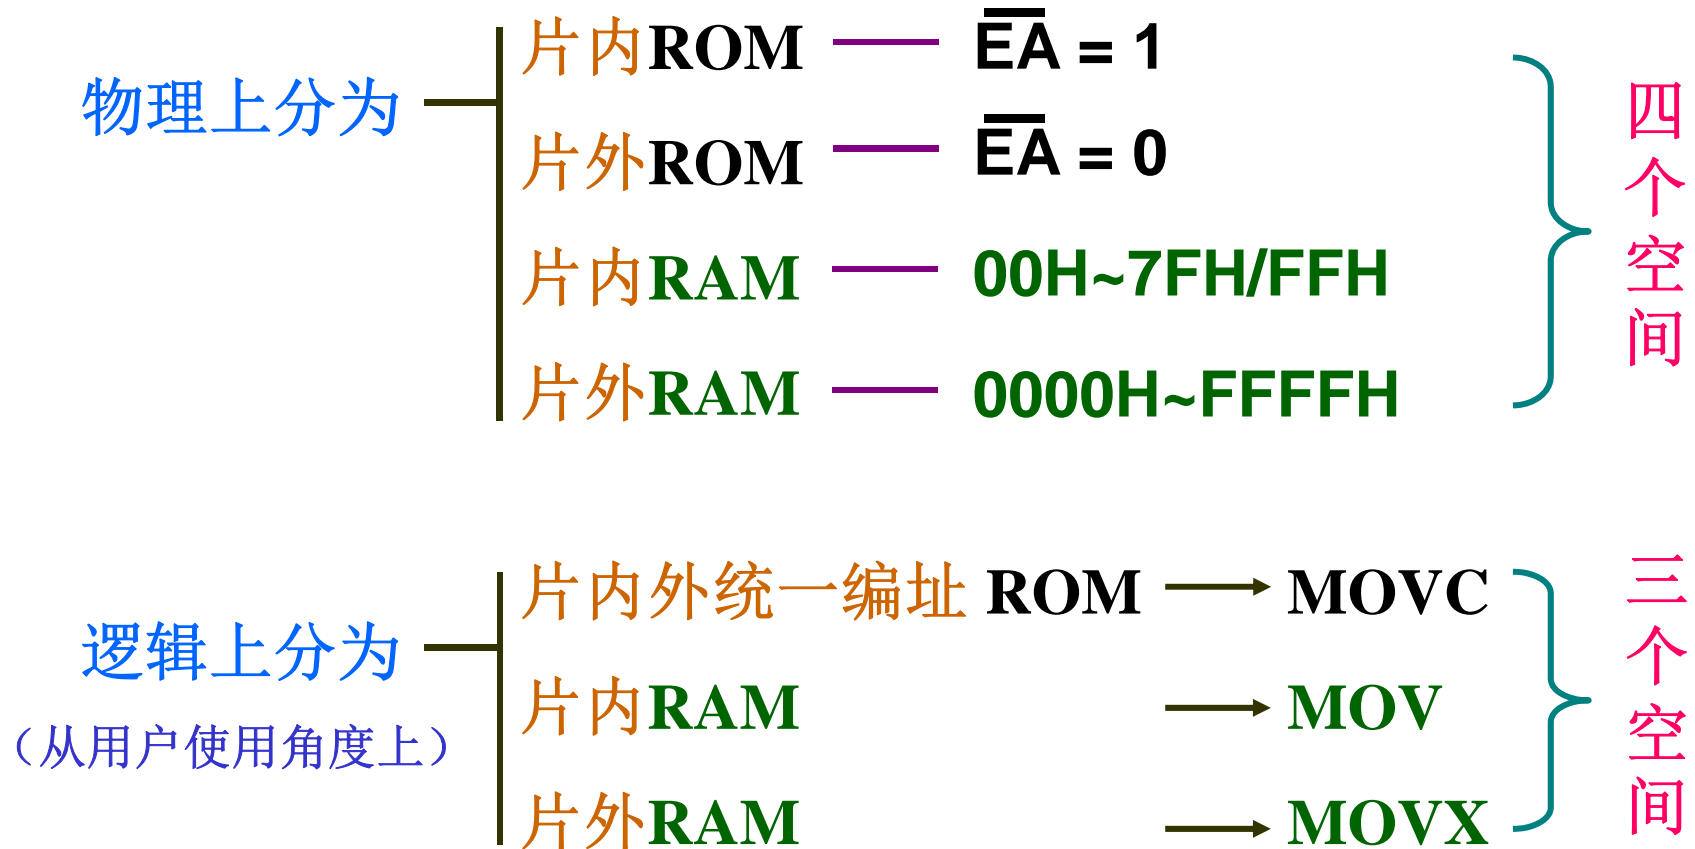 物理上分为
片内ROM — E̅A̅ = 1
片外ROM — E̅A̅ = 0
片内RAM — 00H~7FH/FFH
片外RAM — 0000H~FFFFH
四个空间
逻辑上分为
（从用户使用角度上）
片内外统一编址 ROM → MOVC
片内RAM → MOV
片外RAM → MOVX
三个空间